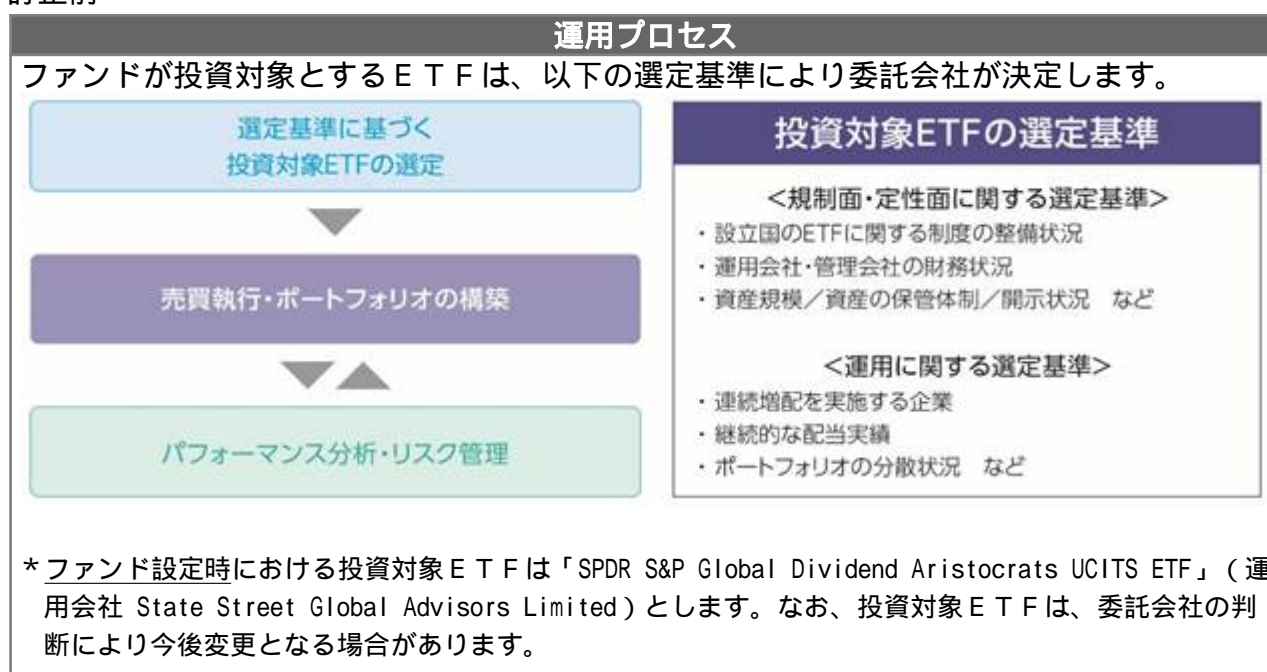 運用プロセス
ファンドが投資対象とするＥＴＦは、以下の選定基準により委託会社が決定します。
選定基準に基づく
投資対象ETFの選定
売買執行・ポートフォリオの構築
パフォーマンス分析・リスク管理
投資対象ETFの選定基準
＜規制面・定性面に関する選定基準＞
・設立国のETFに関する制度の整備状況
・運用会社・管理会社の財務状況
・資産規模／資産の保管体制／開示状況　など
＜運用に関する選定基準＞
・連続増配を実施する企業
・継続的な配当実績
・ポートフォリオの分散状況　など
*ファンド設定時における投資対象ＥＴＦは「SPDR S&P Global Dividend Aristocrats UCITS ETF」（運
用会社 State Street Global Advisors Limited）とします。なお、投資対象ＥＴＦは、委託会社の判
断により今後変更となる場合があります。